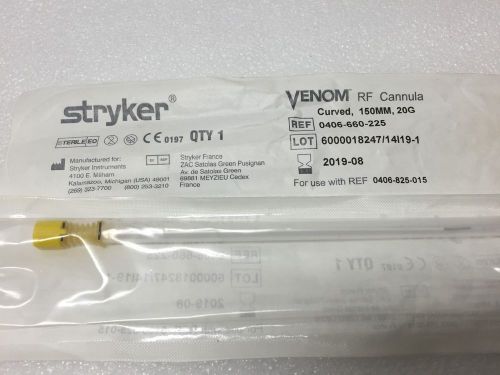 stryker®
STERILE EO CE 0197 QTY 1
Manufactured for:
Stryker Instruments
4100 E. Milham
Kalamazoo, Michigan (USA) 49001
(269) 323-7700 (800) 253-3210
EC REP
Stryker France
ZAC Satolas Green Pusignan
Av. de Satolas Green
69881 MEYZIEU Cedex
France
VENOM™ RF Cannula
Curved, 150MM, 20G
REF 0406-660-225
LOT 6000018247/14I19-1
2019-08
For use with REF 0406-825-015